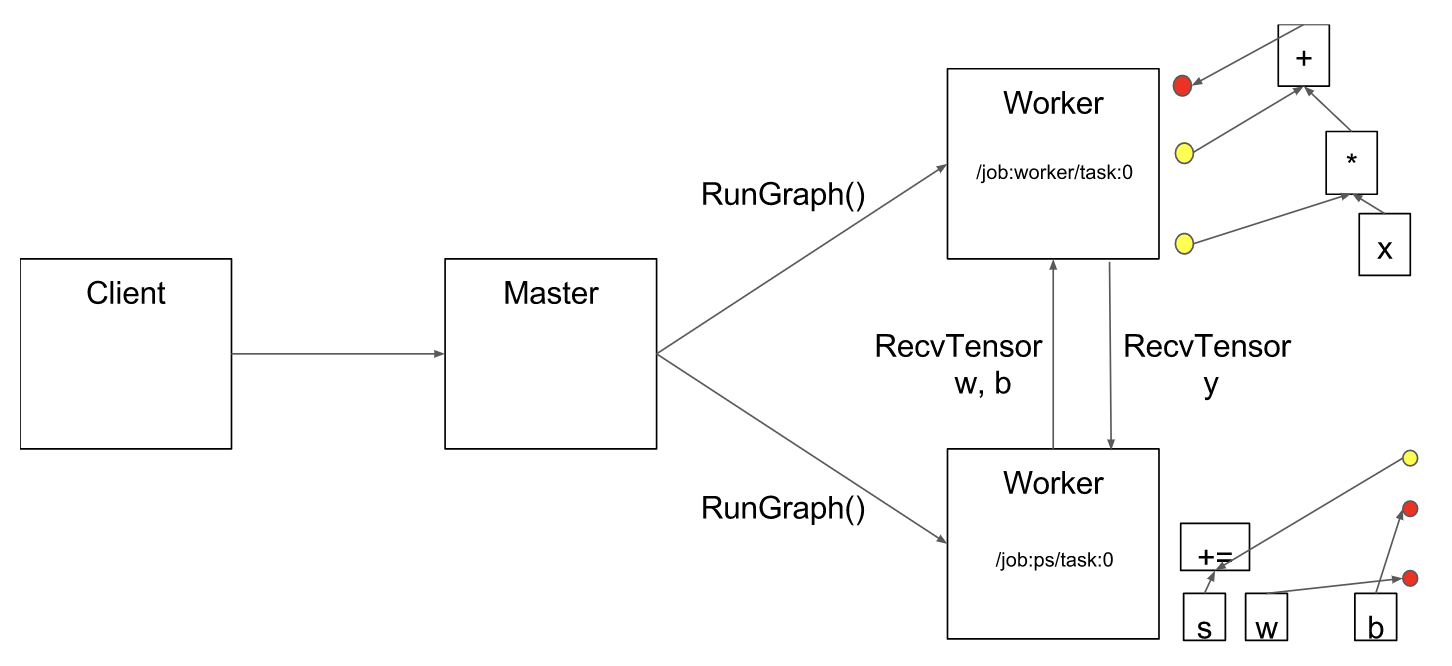 Client
Master
RunGraph()
RunGraph()
Worker
/job:worker/task:0
+
*
x
RecvTensor
w, b
RecvTensor
y
Worker
/job:ps/task:0
+=
s
w
b